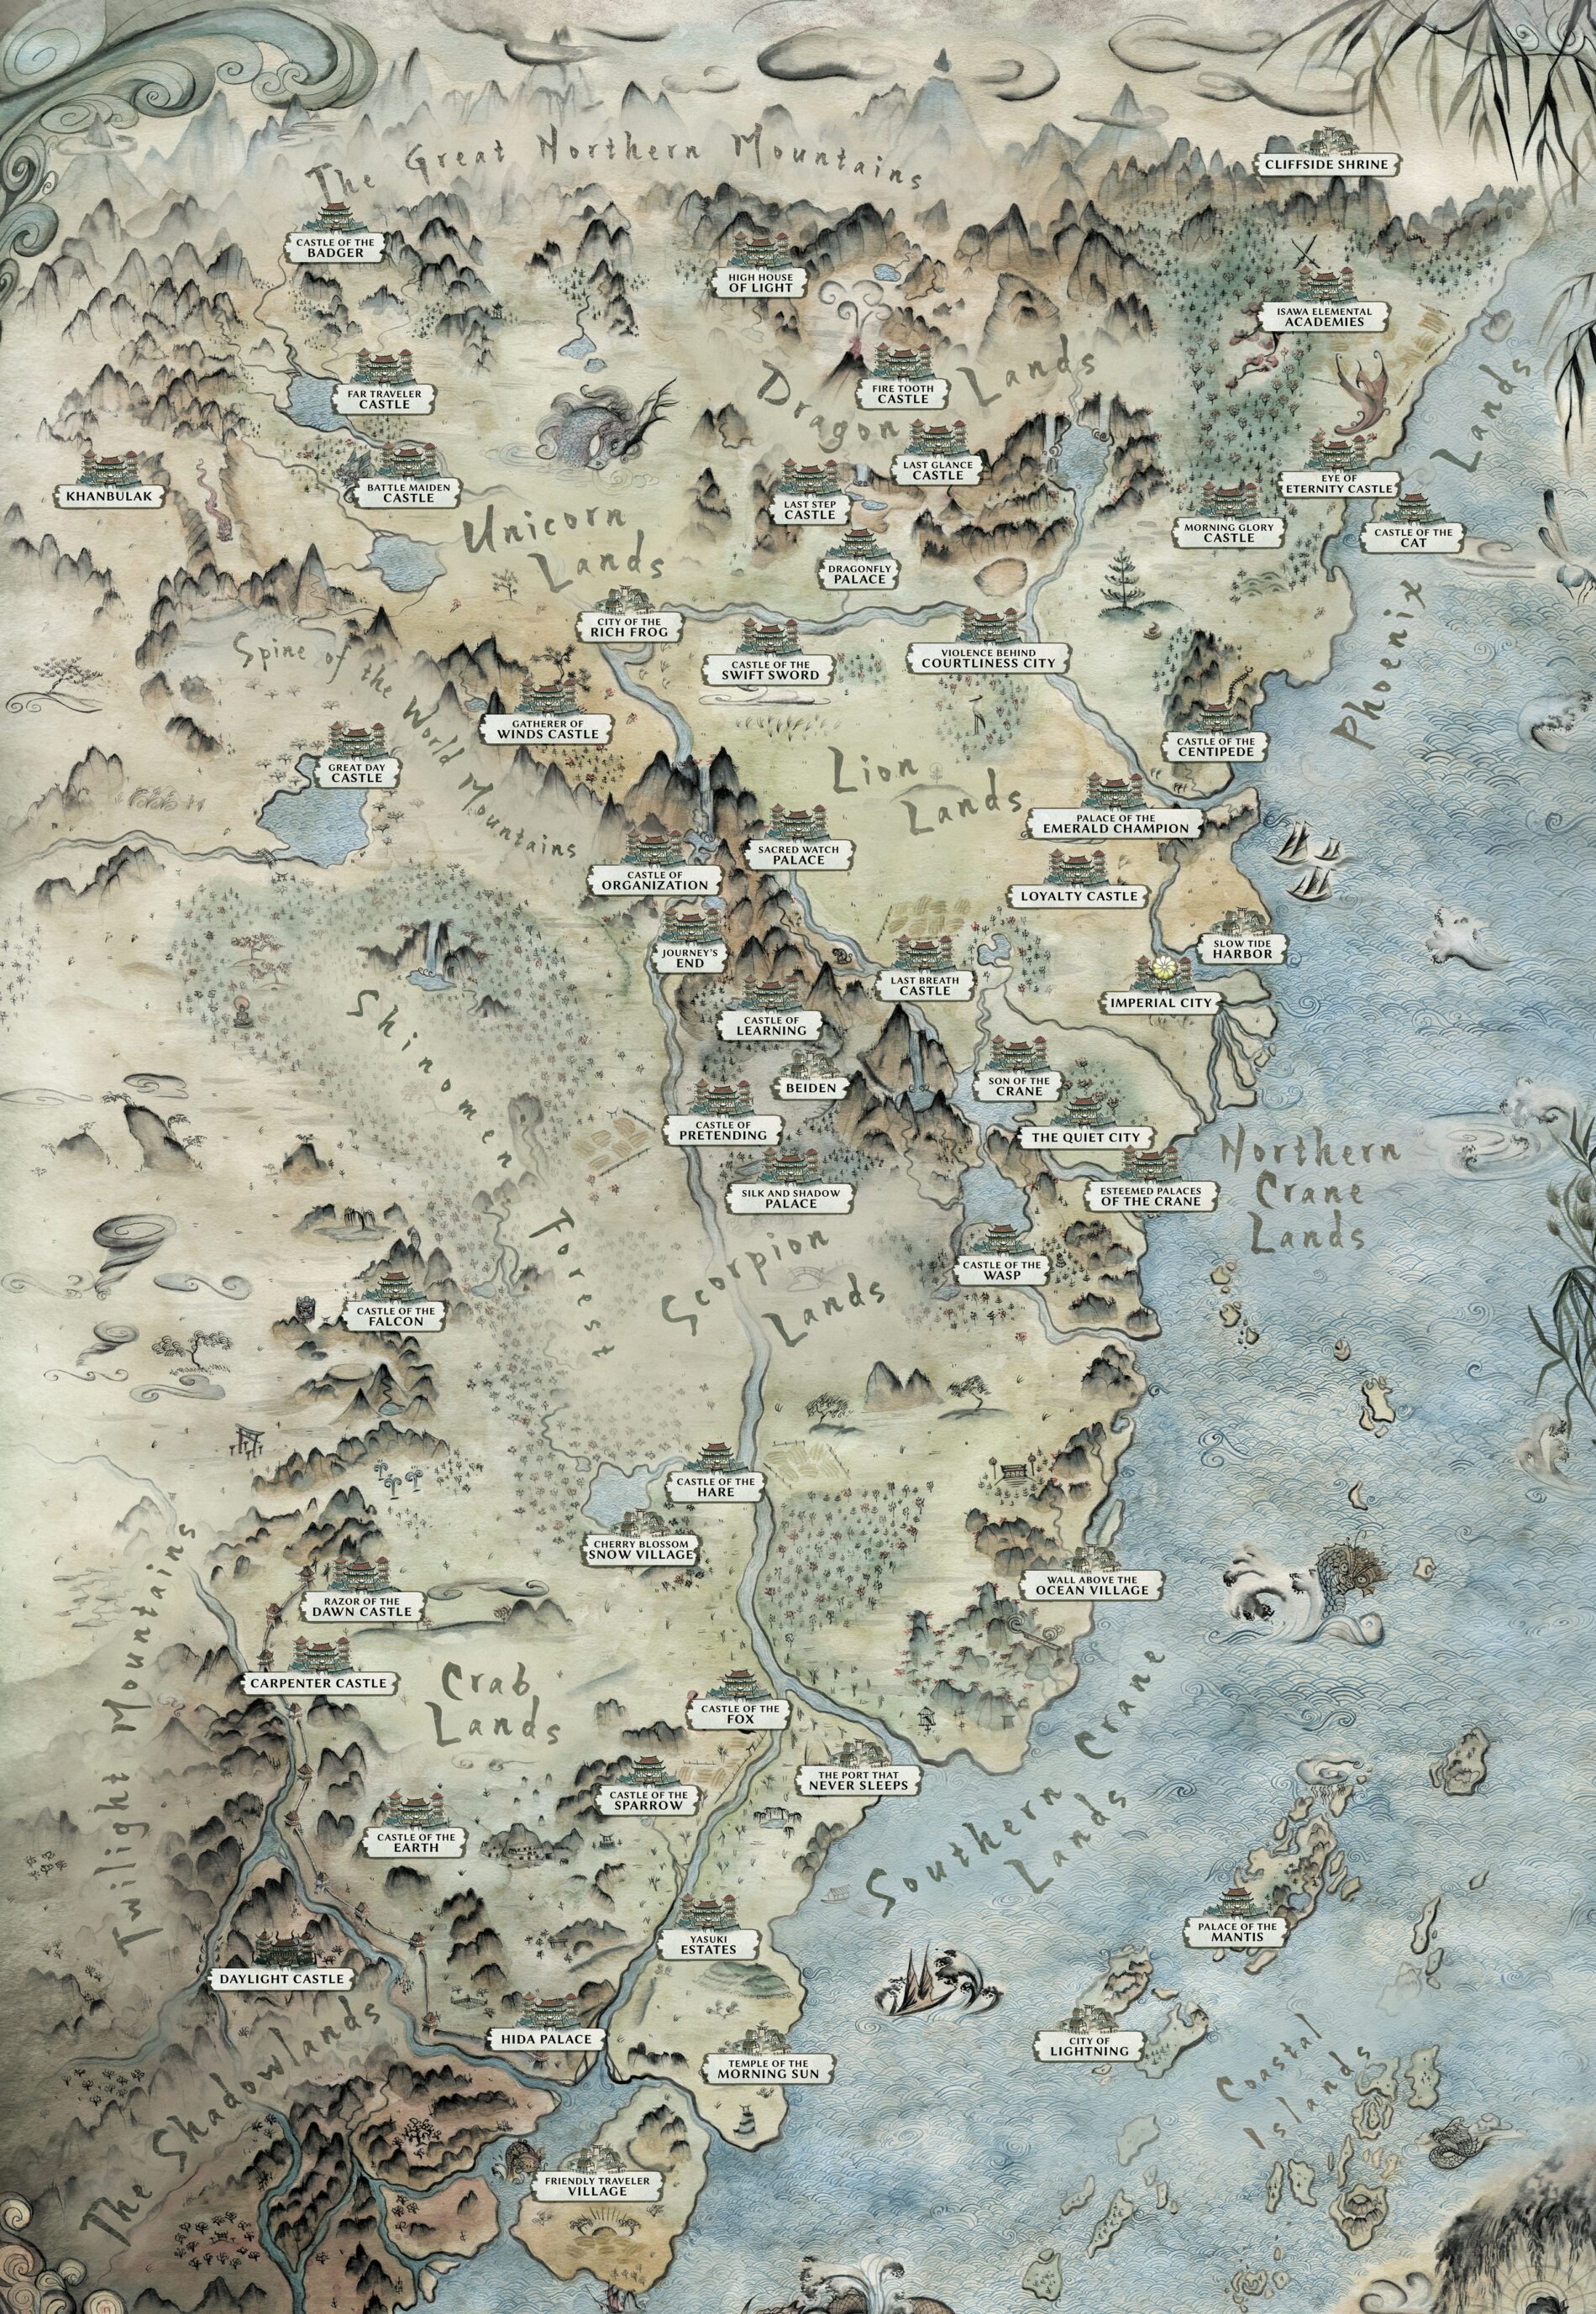 The Great Northern Mountains
CLIFFSIDE SHRINE
CASTLE OF THE
BADGER
HIGH HOUSE
OF LIGHT
ISAWA ELEMENTAL
ACADEMIES
FAR TRAVELER
CASTLE
FIRE TOOTH
CASTLE
Dragon Lands
KHANBULAK
BATTLE MAIDEN
CASTLE
LAST GLANCE
CASTLE
LAST STEP
CASTLE
EYE OF
ETERNITY CASTLE
MORNING GLORY
CASTLE
CASTLE OF THE
CAT
Phoenix Lands
Unicorn
Lands
DRAGONFLY
PALACE
CITY OF THE
RICH FROG
CASTLE OF THE
SWIFT SWORD
VIOLENCE BEHIND
COURTLINESS CITY
Spine of the World Mountains
GATHERER OF
WINDS CASTLE
CASTLE OF THE
CENTIPEDE
GREAT DAY
CASTLE
Lion
Lands
PALACE OF THE
EMERALD CHAMPION
SACRED WATCH
PALACE
CASTLE OF
ORGANIZATION
LOYALTY CASTLE
JOURNEY'S
END
SLOW TIDE
HARBOR
LAST BREATH
CASTLE
IMPERIAL CITY
CASTLE OF
LEARNING
Shinomen Forest
BEIDEN
SON OF THE
CRANE
CASTLE OF
PRETENDING
THE QUIET CITY
Northern
Crane
Lands
SILK AND SHADOW
PALACE
ESTEEMED PALACES
OF THE CRANE
Scorpion
Lands
CASTLE OF THE
WASP
CASTLE OF THE
FALCON
CASTLE OF THE
HARE
CHERRY BLOSSOM
SNOW VILLAGE
WALL ABOVE THE
OCEAN VILLAGE
Twilight Mountains
RAZOR OF THE
DAWN CASTLE
CARPENTER CASTLE
Crab
Lands
CASTLE OF THE
FOX
THE PORT THAT
NEVER SLEEPS
CASTLE OF THE
SPARROW
Southern Crane
Lands
CASTLE OF THE
EARTH
PALACE OF THE
MANTIS
YASUKI
ESTATES
DAYLIGHT CASTLE
HIDA PALACE
CITY OF
LIGHTNING
TEMPLE OF THE
MORNING SUN
Coastal
Islands
The Shadowlands
FRIENDLY TRAVELER
VILLAGE